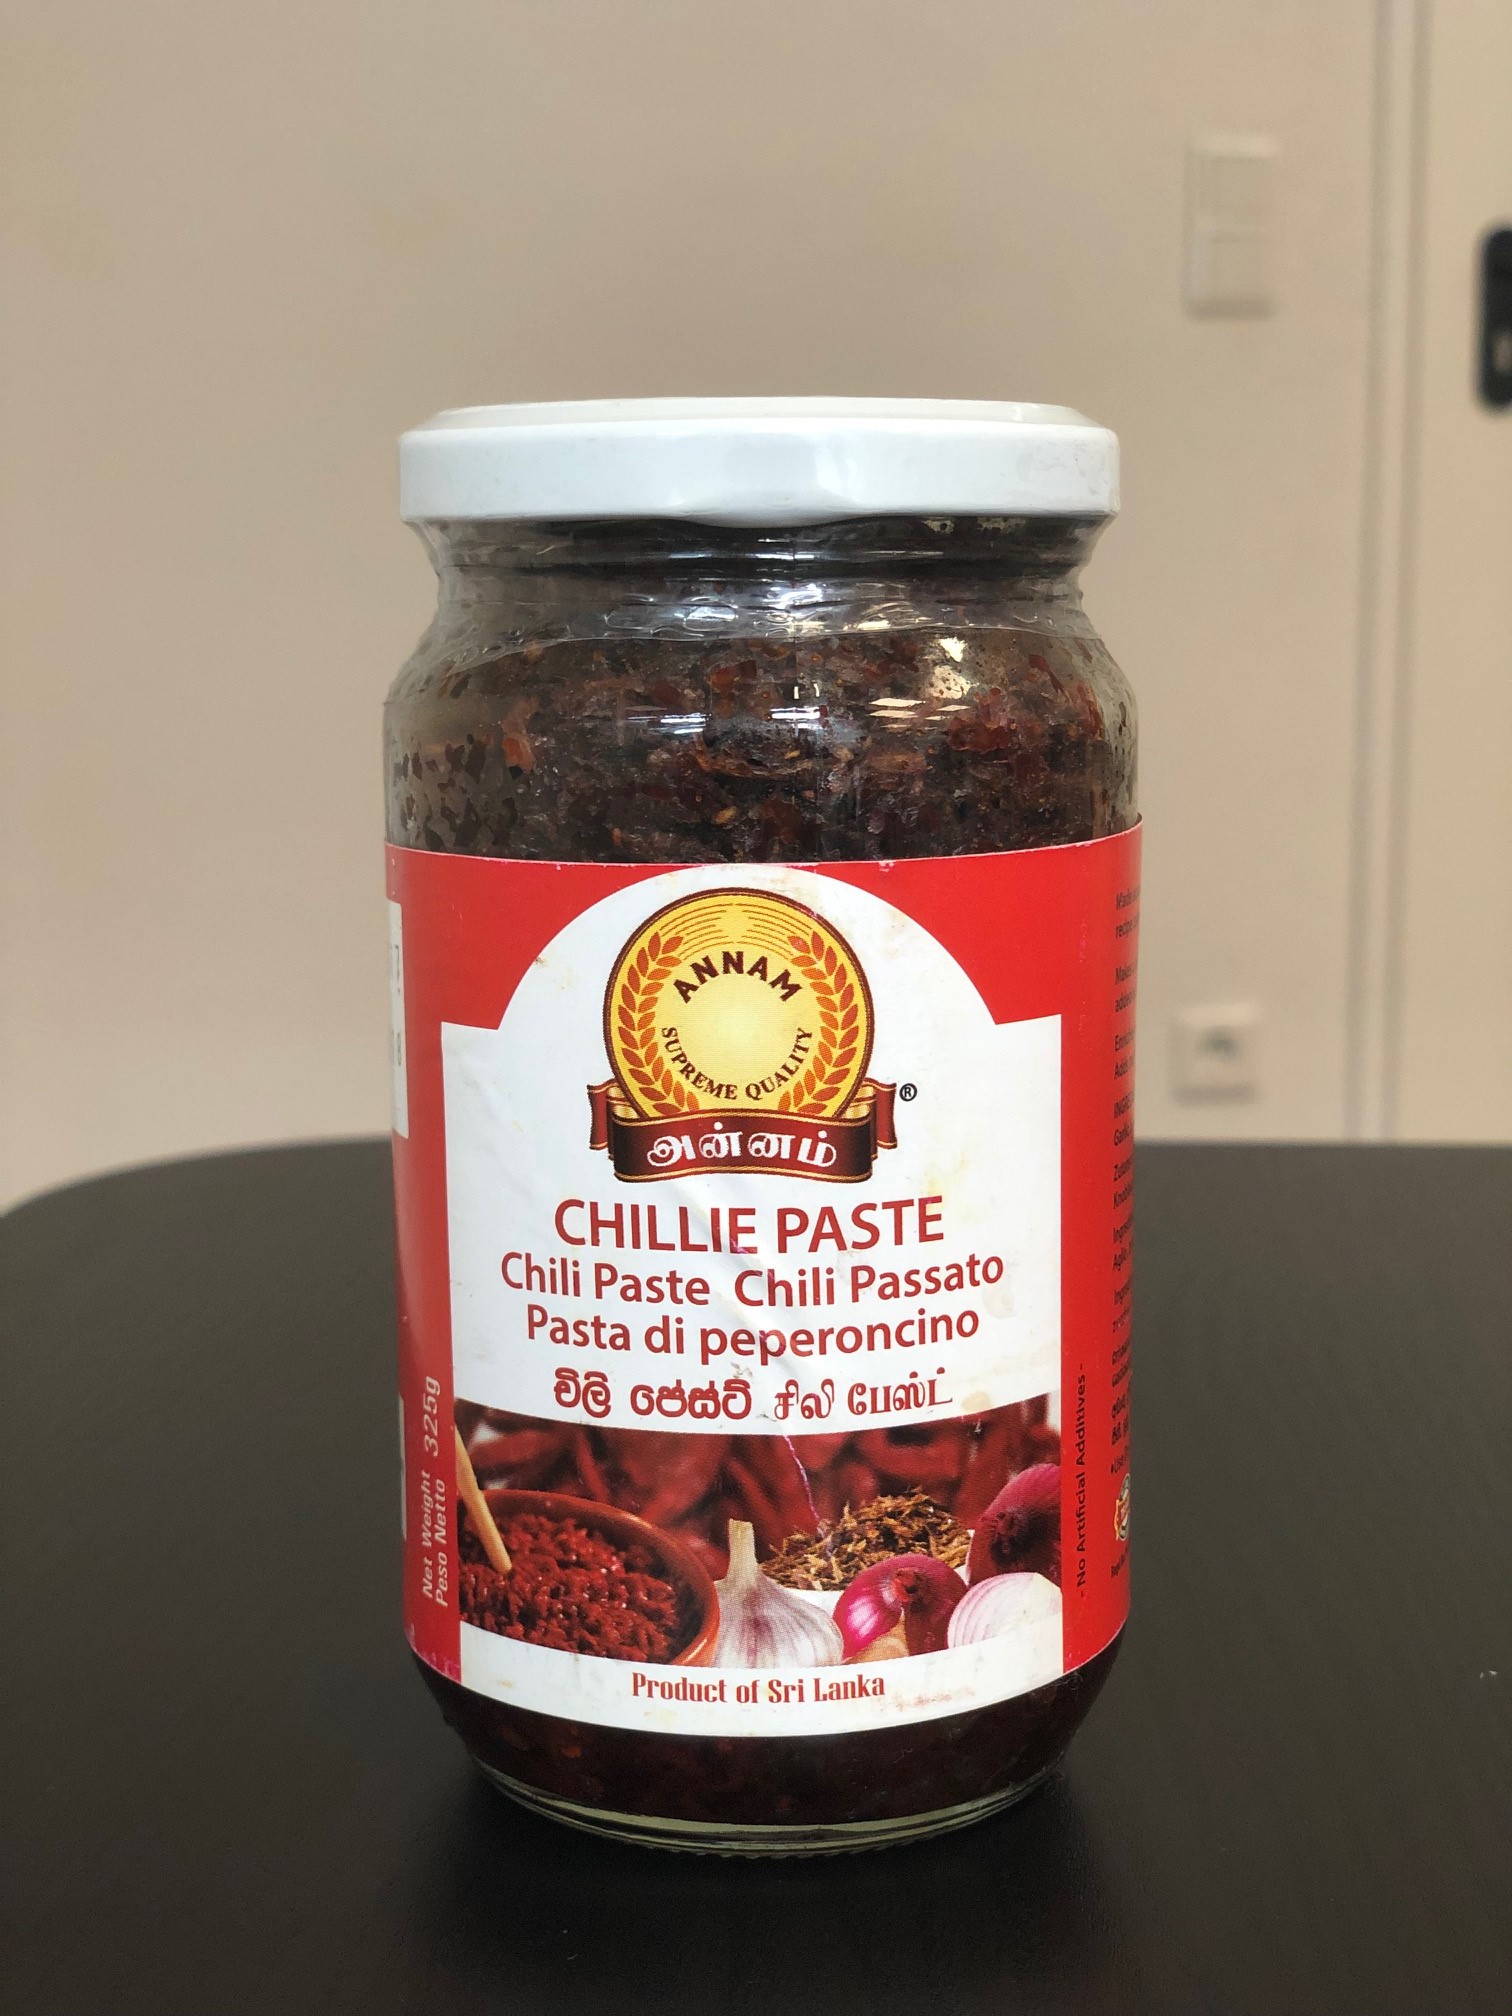 ANNAM
SUPREME QUALITY
®
அன்னம்
CHILLIE PASTE
Chili Paste Chili Passato
Pasta di peperoncino
චිලි පේස්ට් சிலி பேஸ்ட்
Product of Sri Lanka
Net Weight 325g
Peso Netto
- No Artificial Additives -